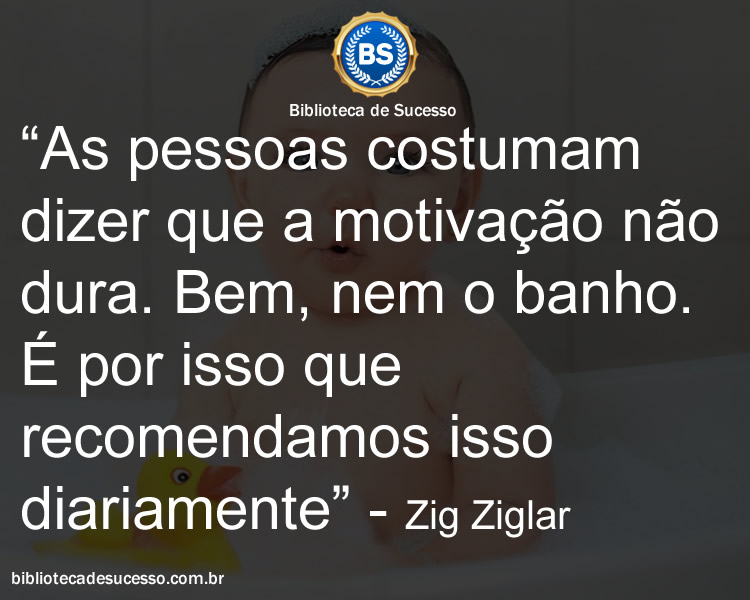 BS
Biblioteca de Sucesso
“As pessoas costumam
dizer que a motivação não
dura. Bem, nem o banho.
É por isso que
recomendamos isso
diariamente” - Zig Ziglar
bibliotecadesucesso.com.br